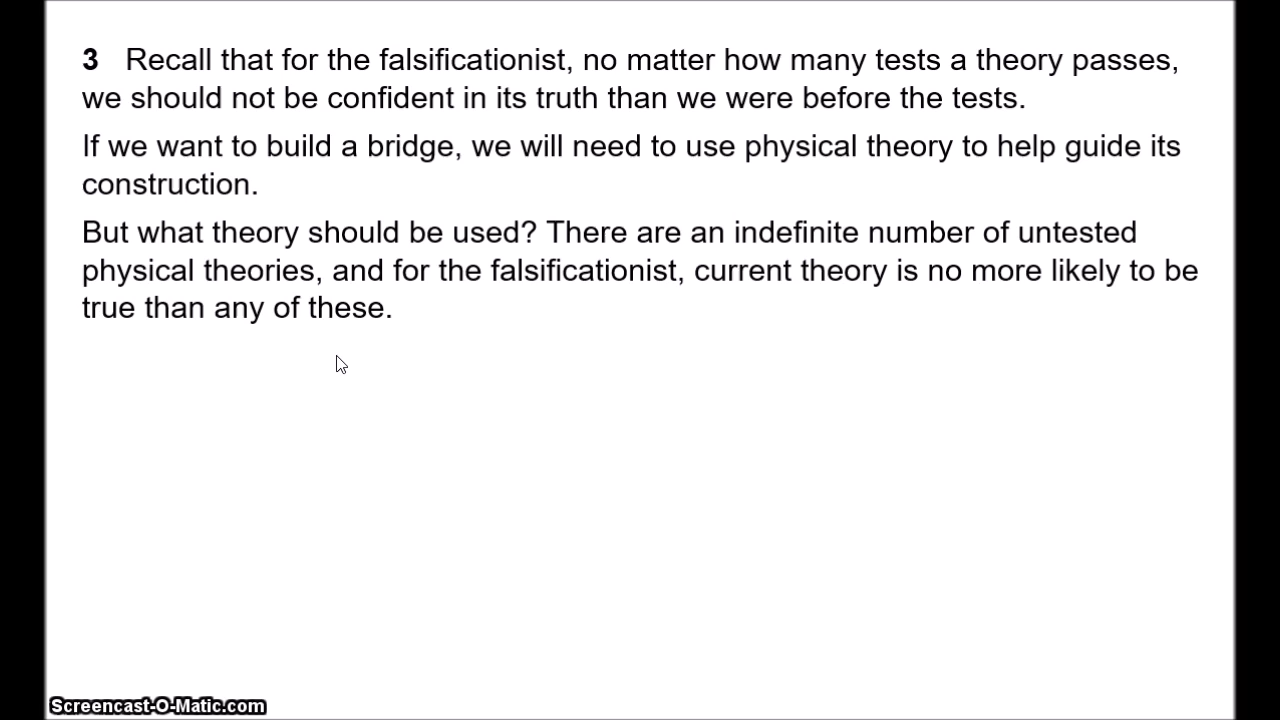 3 Recall that for the falsificationist, no matter how many tests a theory passes,
we should not be confident in its truth than we were before the tests.
If we want to build a bridge, we will need to use physical theory to help guide its
construction.
But what theory should be used? There are an indefinite number of untested
physical theories, and for the falsificationist, current theory is no more likely to be
true than any of these.
Screencast-O-Matic.com